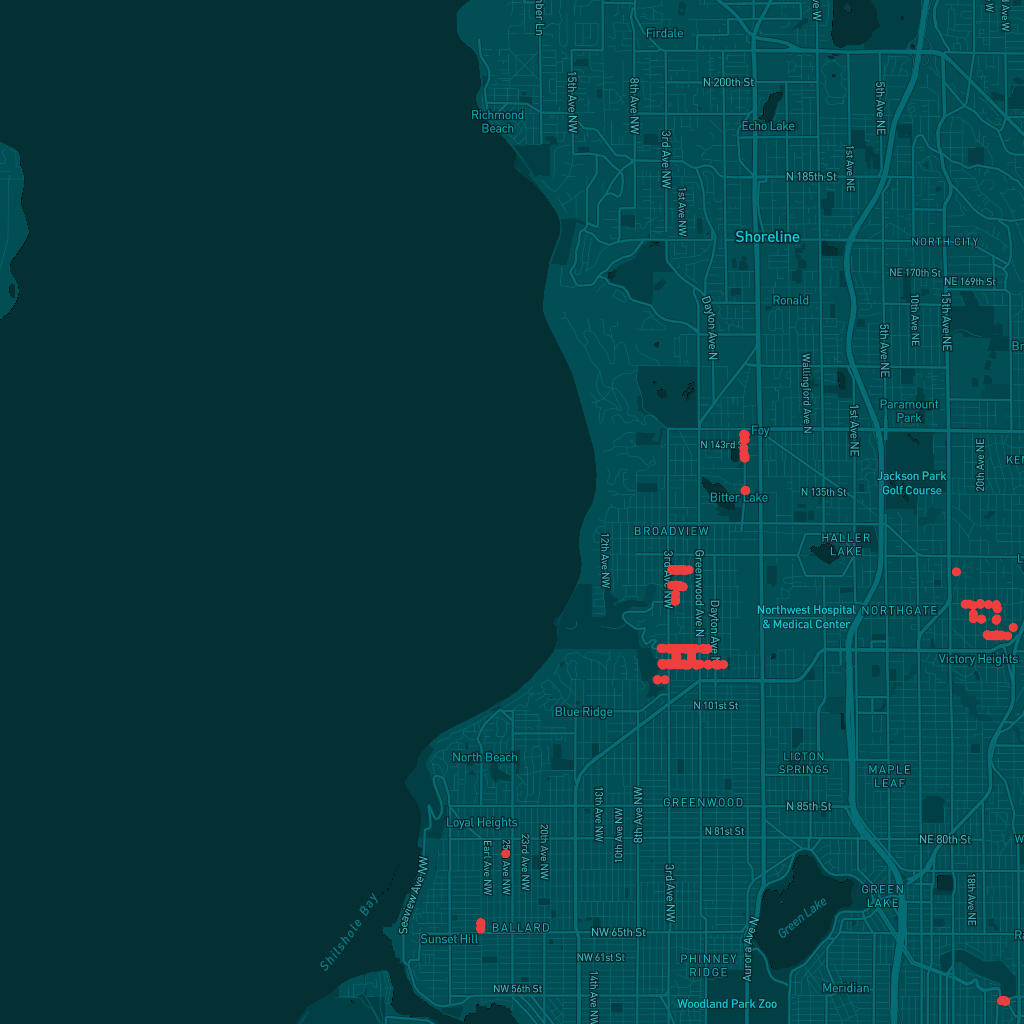 Firdale
N 200th St
15th Ave NW
8th Ave NW
5th Ave NE
Richmond
Beach
Echo Lake
3rd Ave NW
1st Ave NE
N 185th St
1st Ave NW
Shoreline
NORTH CITY
NE 170th St
NE 169th St
Ronald
10th Ave NE
15th Ave NE
Dayton Ave N
5th Ave NE
Wallingford Ave N
Paramount
Park
1st Ave NE
Foy
N 143rd S
20th Ave NE
Jackson Park
Golf Course
Bitter Lake
N 135th St
BROADVIEW
HALLER
LAKE
12th Ave NW
3rd Ave NW
Greenwood Ave N
Dayton Ave N
Northwest Hospital
& Medical Center
NORTHGATE
Victory Heights
N 101st St
Blue Ridge
North Beach
LICTON
SPRINGS
MAPLE
LEAF
13th Ave NW
10th Ave NW
8th Ave NW
GREENWOOD
N 85th St
Loyal Heights
N 81st St
NE 80th St
Earl Ave NW
25th Ave NW
23rd Ave NW
20th Ave NW
Seaview Ave NW
3rd Ave NW
GREEN
LAKE
18th Ave NE
Green Lake
Shilshole Bay
BALLARD
Sunset Hill
NW 65th St
Aurora Ave N
NW 61st St
PHINNEY
RIDGE
NW 56th St
14th Ave NW
Meridian
Woodland Park Zoo